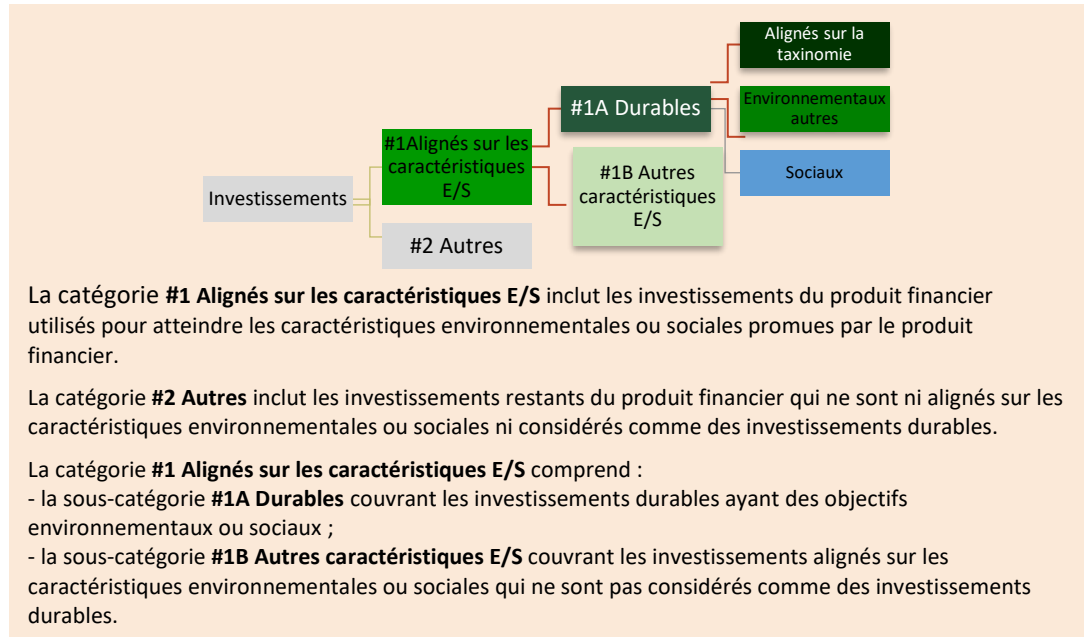 Alignés sur la
taxinomie
#1A Durables
Environnementaux
autres
#1Alignés sur les
caractéristiques
E/S
#1B Autres
caractéristiques
E/S
Sociaux
Investissements
#2 Autres
La catégorie #1 Alignés sur les caractéristiques E/S inclut les investissements du produit financier
utilisés pour atteindre les caractéristiques environnementales ou sociales promues par le produit
financier.
La catégorie #2 Autres inclut les investissements restants du produit financier qui ne sont ni alignés sur les
caractéristiques environnementales ou sociales ni considérés comme des investissements durables.
La catégorie #1 Alignés sur les caractéristiques E/S comprend :
- la sous-catégorie #1A Durables couvrant les investissements durables ayant des objectifs
environnementaux ou sociaux ;
- la sous-catégorie #1B Autres caractéristiques E/S couvrant les investissements alignés sur les
caractéristiques environnementales ou sociales qui ne sont pas considérés comme des investissements
durables.